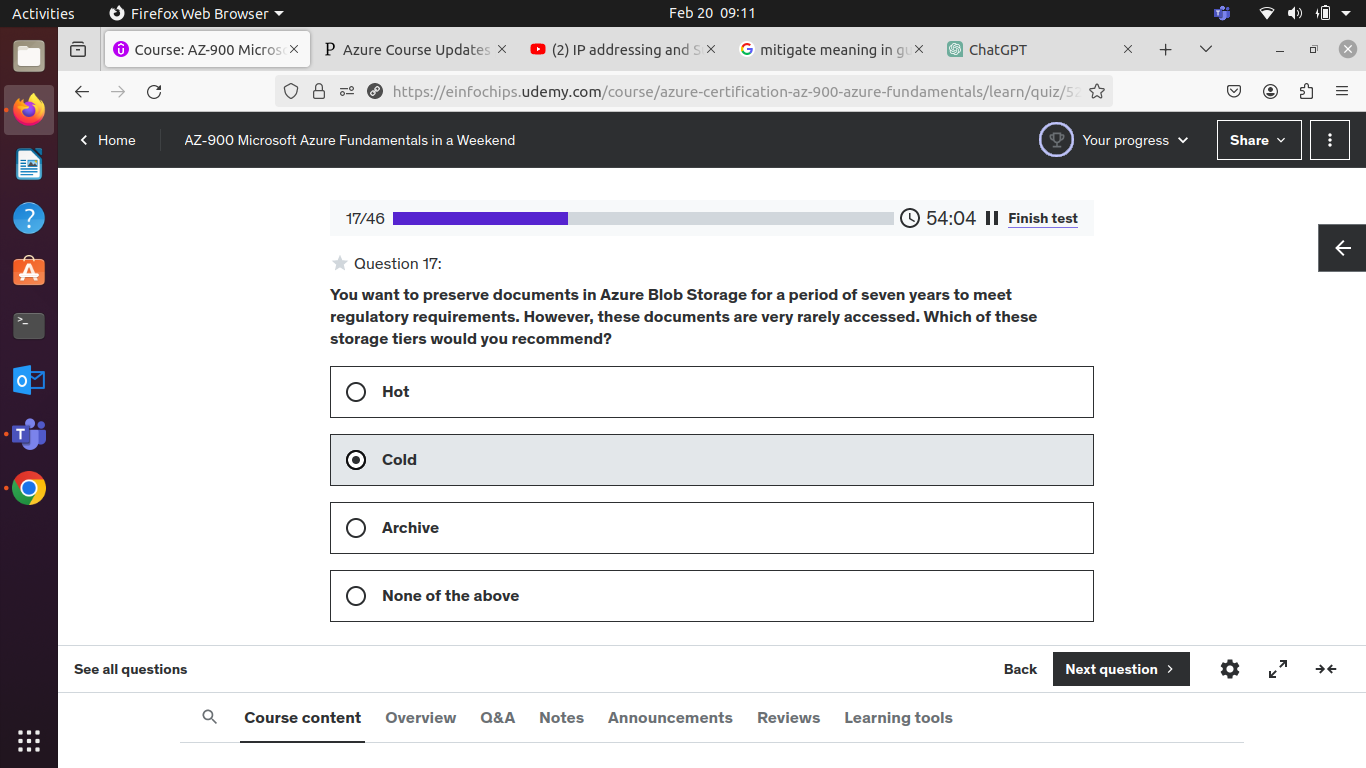 Activities
Firefox Web Browser
Feb 20 09:11
Course: AZ-900 Micros
Azure Course Updates
(2) IP addressing and S
mitigate meaning in gu
ChatGPT
https://einfochips.udemy.com/course/azure-certification-az-900-azure-fundamentals/learn/quiz/52
Home
AZ-900 Microsoft Azure Fundamentals in a Weekend
Your progress
Share
17/46
54:04
Finish test
Question 17:
You want to preserve documents in Azure Blob Storage for a period of seven years to meet
regulatory requirements. However, these documents are very rarely accessed. Which of these
storage tiers would you recommend?
Hot
Cold
Archive
None of the above
See all questions
Back
Next question
Course content
Overview
Q&A
Notes
Announcements
Reviews
Learning tools